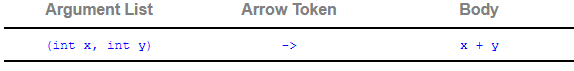 Argument List Arrow Token Body
(int x, int y) -> x + y